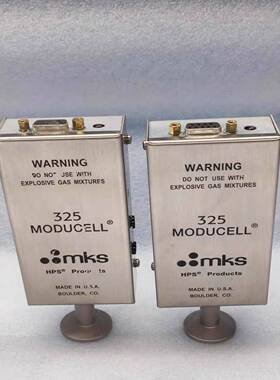 WARNING
DO NOT USE WITH
EXPLOSIVE GAS MIXTURES
325
MODUCELL®
mks
HPS® Products
MADE IN U.S.A.
BOULDER, CO.
WARNING
DO NOT USE WITH
EXPLOSIVE GAS MIXTURES
325
MODUCELL®
mks
HPS® Products
MADE IN U.S.A.
BOULDER, CO.